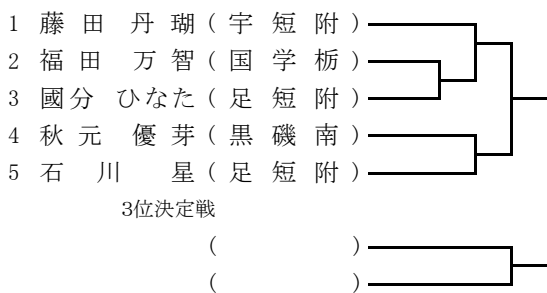 1 藤田 丹瑚(宇短附)
2 福田 万智(国学栃)
3 國分 ひなた(足短附)
4 秋元 優芽(黒磯南)
5 石川 星(足短附)
3位決定戦
( )
( )